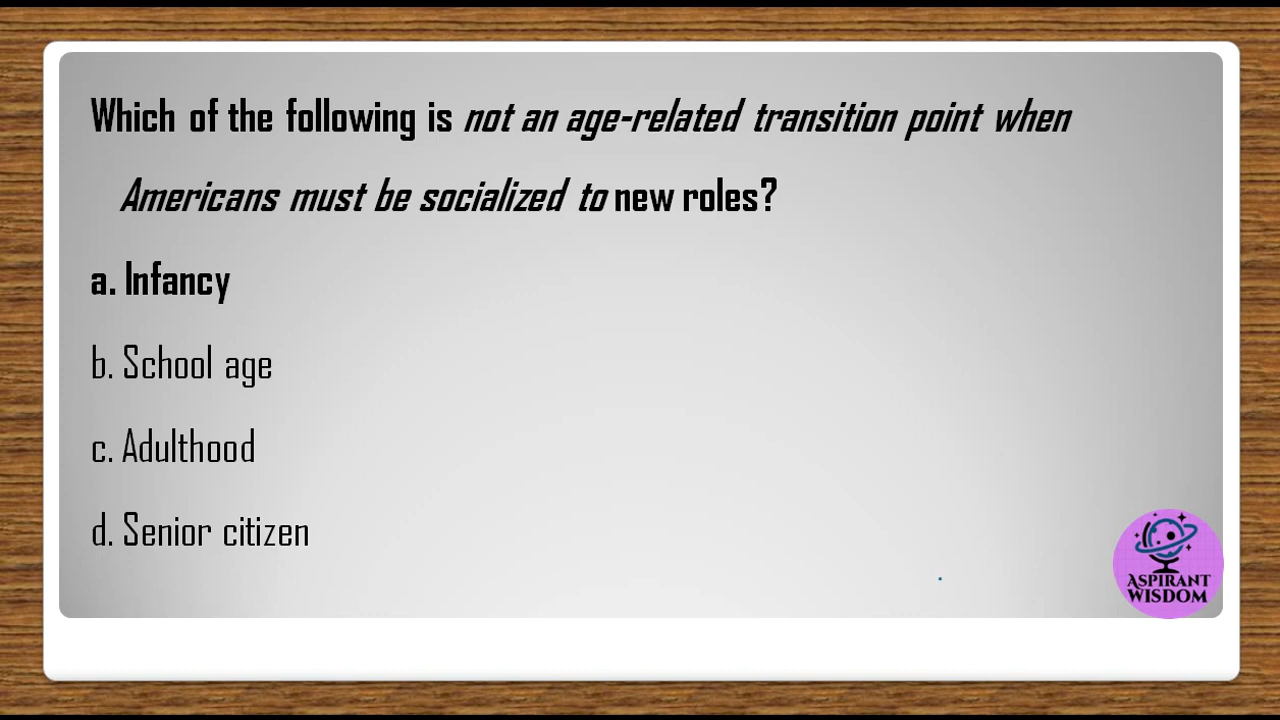 Which of the following is not an age-related transition point when
Americans must be socialized to new roles?
a. Infancy
b. School age
c. Adulthood
d. Senior citizen
ASPIRANT
WISDOM